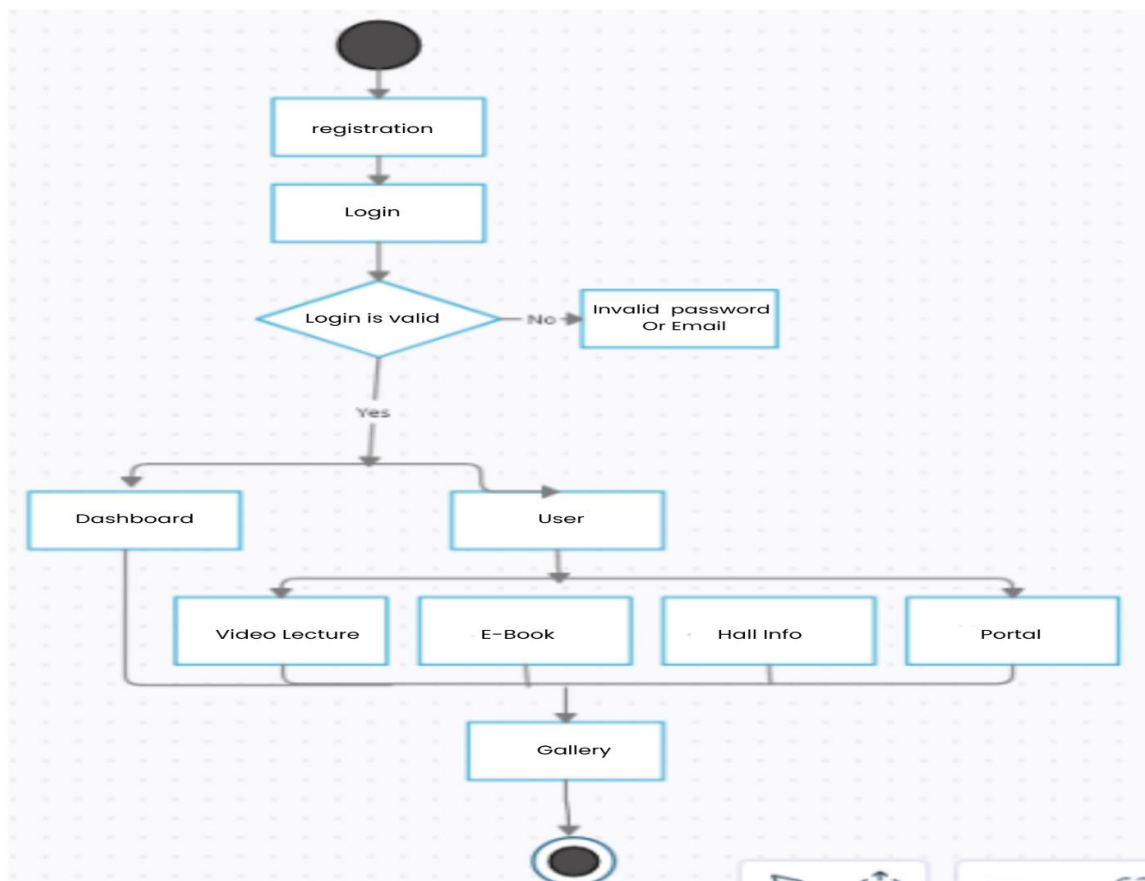 registration
Login
Login is valid
No
Invalid password
Or Email
Yes
Dashboard
User
Video Lecture
E-Book
Hall Info
Portal
Gallery